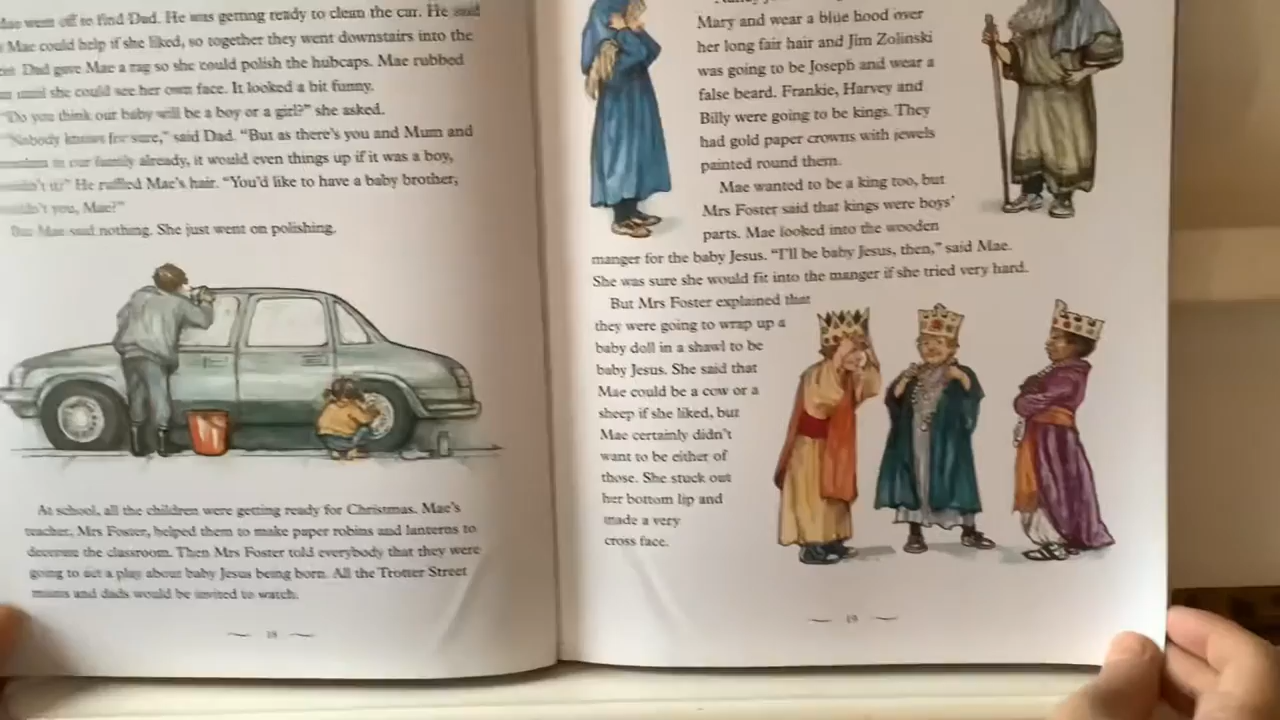 went off to find Dad. He was getting ready to clean the car. He said
Mae could help if she liked, so together they went downstairs into the
Dad gave Mae a rag so she could polish the hubcaps. Mae rubbed
until she could see her own face. It looked a bit funny.
"Do you think our baby will be a boy or a girl?" she asked.
"Nobody knows for sure," said Dad. "But as there's you and Mum and
in our family already, it would even things up if it was a boy,
He ruffled Mae's hair. "You'd like to have a baby brother,
you, Mae?"
But Mae said nothing. She just went on polishing.
At school, all the children were getting ready for Christmas. Mae's
teacher, Mrs Foster, helped them to make paper robins and lanterns to
decorate the classroom. Then Mrs Foster told everybody that they were
going to act a play about baby Jesus being born. All the Trotter Street
mums and dads would be invited to watch.
18
Mary and wear a blue hood over
her long fair hair and Jim Zolinski
was going to be Joseph and wear a
false beard. Frankie, Harvey and
Billy were going to be kings. They
had gold paper crowns with jewels
painted round them.
Mae wanted to be a king too, but
Mrs Foster said that kings were boys'
parts. Mae looked into the wooden
manger for the baby Jesus. "I'll be baby Jesus, then," said Mae.
She was sure she would fit into the manger if she tried very hard.
But Mrs Foster explained that
they were going to wrap up a
baby doll in a shawl to be
baby Jesus. She said that
Mae could be a cow or a
sheep if she liked, but
Mae certainly didn't
want to be either of
those. She stuck out
her bottom lip and
made a very
cross face.
19